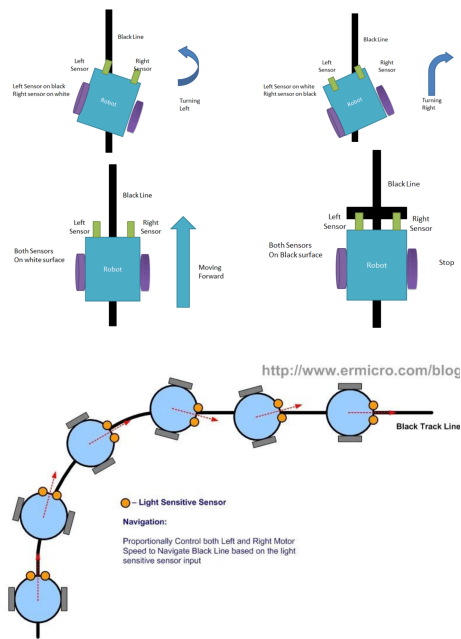 Black Line
Left
Sensor
Right
Sensor
Left Sensor on black
Right sensor on white
Robot
Turning
Left
Black Line
Left
Sensor
Right
Sensor
Left Sensor on white
Right sensor on black
Robot
Turning
Right
Black Line
Left
Sensor
Right
Sensor
Both Sensors
On white surface
Robot
Moving
Forward
Black Line
Left
Sensor
Right
Sensor
Both Sensors
On Black surface
Robot
Stop
http://www.ermicro.com/blog
Black Track Line
– Light Sensitive Sensor
Navigation:
Proportionally Control both Left and Right Motor
Speed to Navigate Black Line based on the light
sensitive sensor input